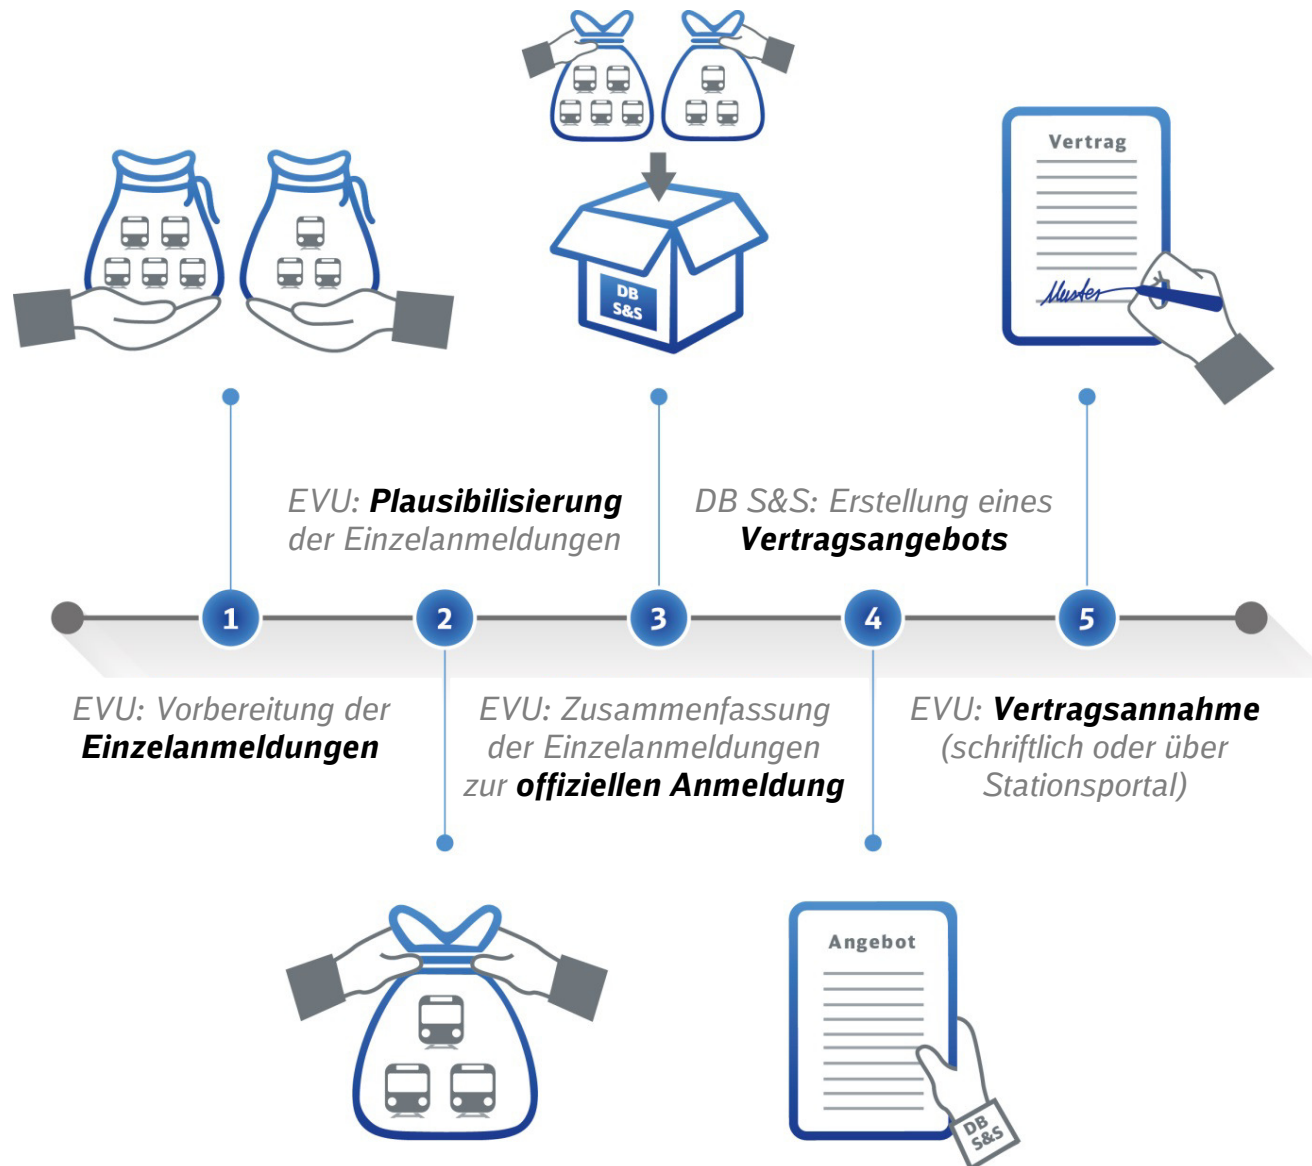 Vertrag
DB
S&S
Muster
EVU: Plausibilisierung
der Einzelanmeldungen
DB S&S: Erstellung eines
Vertragsangebots
1
2
3
4
5
EVU: Vorbereitung der
Einzelanmeldungen
EVU: Zusammenfassung
der Einzelanmeldungen
zur offiziellen Anmeldung
EVU: Vertragsannahme
(schriftlich oder über
Stationsportal)
Angebot
DB
S&S